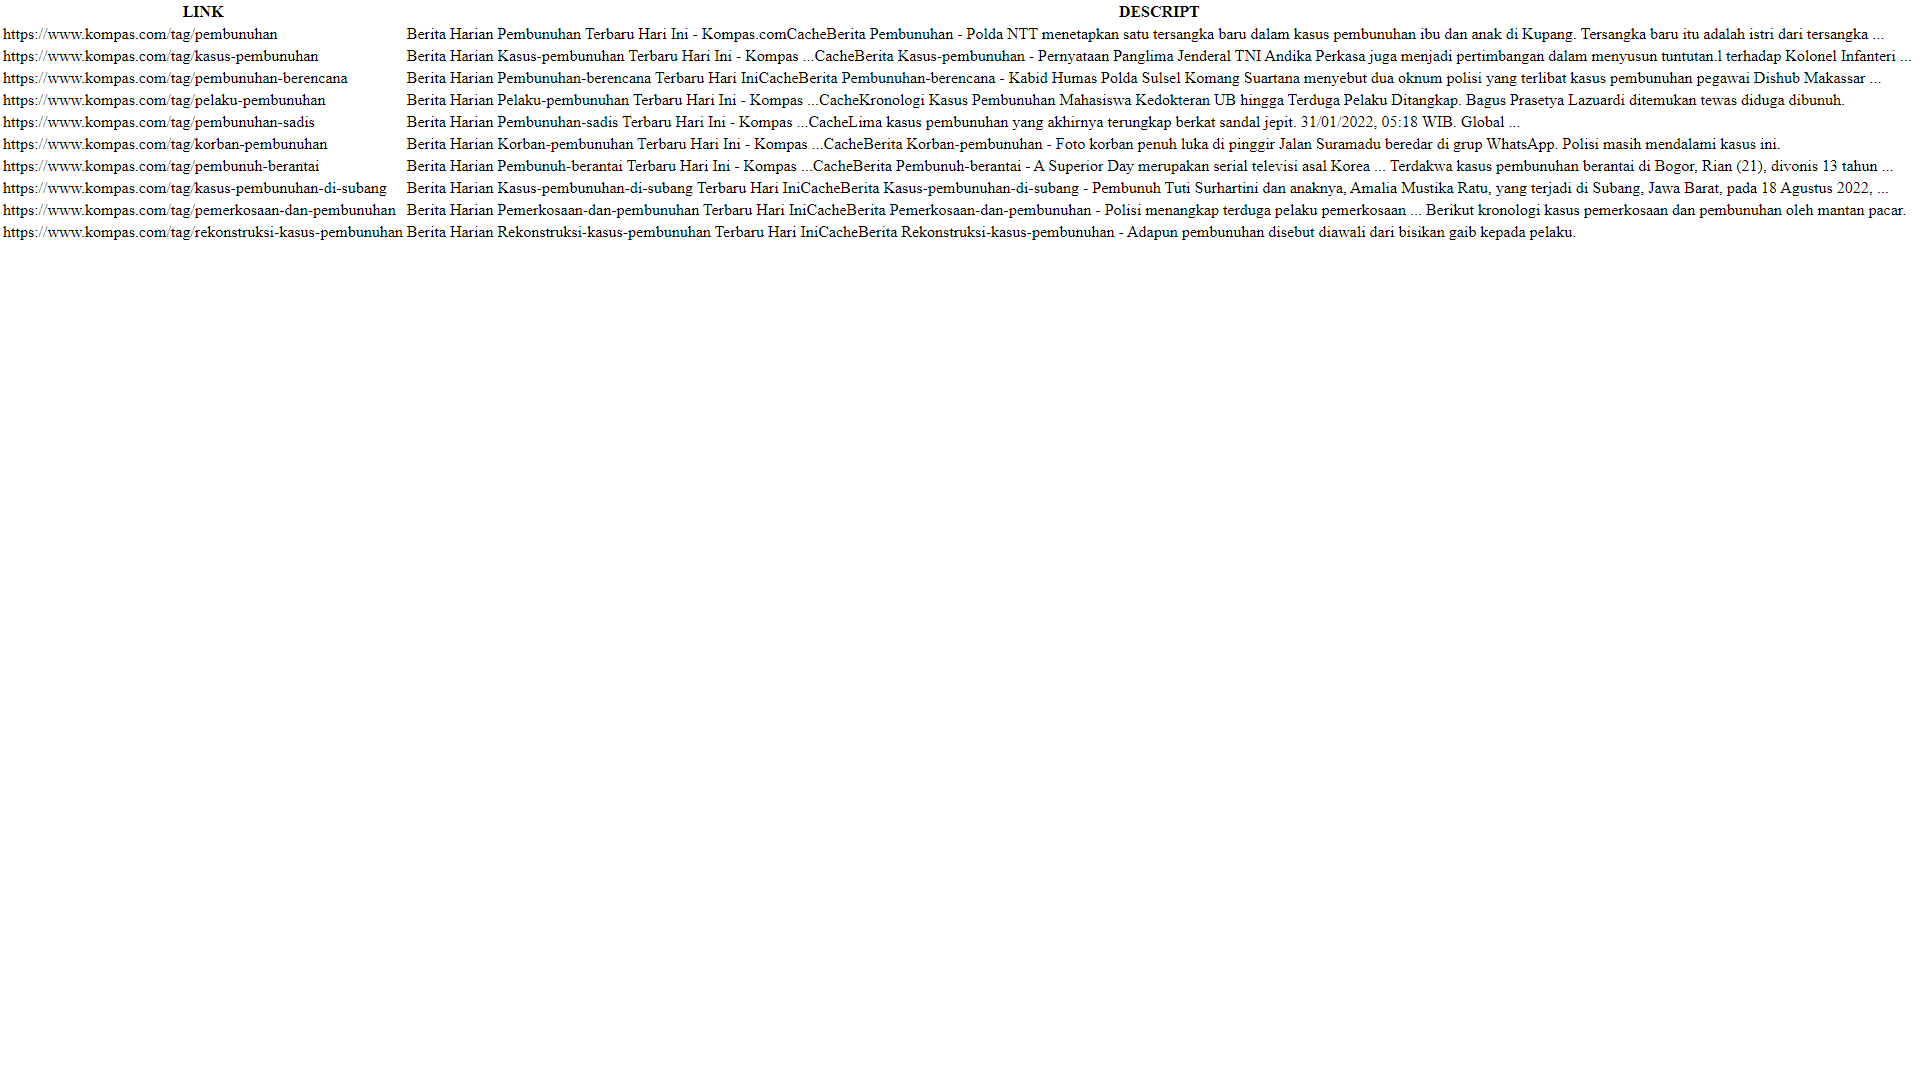 LINK DESCRIPT
https://www.kompas.com/tag/pembunuhan Berita Harian Pembunuhan Terbaru Hari Ini - Kompas.comCacheBerita Pembunuhan - Polda NTT menetapkan satu tersangka baru dalam kasus pembunuhan ibu dan anak di Kupang. Tersangka baru itu adalah istri dari tersangka ...
https://www.kompas.com/tag/kasus-pembunuhan Berita Harian Kasus-pembunuhan Terbaru Hari Ini - Kompas ...CacheBerita Kasus-pembunuhan - Pernyataan Panglima Jenderal TNI Andika Perkasa juga menjadi pertimbangan dalam menyusun tuntutan.l terhadap Kolonel Infanteri ...
https://www.kompas.com/tag/pembunuhan-berencana Berita Harian Pembunuhan-berencana Terbaru Hari IniCacheBerita Pembunuhan-berencana - Kabid Humas Polda Sulsel Komang Suartana menyebut dua oknum polisi yang terlibat kasus pembunuhan pegawai Dishub Makassar ...
https://www.kompas.com/tag/pelaku-pembunuhan Berita Harian Pelaku-pembunuhan Terbaru Hari Ini - Kompas ...CacheKronologi Kasus Pembunuhan Mahasiswa Kedokteran UB hingga Terduga Pelaku Ditangkap. Bagus Prasetya Lazuardi ditemukan tewas diduga dibunuh.
https://www.kompas.com/tag/pembunuhan-sadis Berita Harian Pembunuhan-sadis Terbaru Hari Ini - Kompas ...CacheLima kasus pembunuhan yang akhirnya terungkap berkat sandal jepit. 31/01/2022, 05:18 WIB. Global ...
https://www.kompas.com/tag/korban-pembunuhan Berita Harian Korban-pembunuhan Terbaru Hari Ini - Kompas ...CacheBerita Korban-pembunuhan - Foto korban penuh luka di pinggir Jalan Suramadu beredar di grup WhatsApp. Polisi masih mendalami kasus ini.
https://www.kompas.com/tag/pembunuh-berantai Berita Harian Pembunuh-berantai Terbaru Hari Ini - Kompas ...CacheBerita Pembunuh-berantai - A Superior Day merupakan serial televisi asal Korea ... Terdakwa kasus pembunuhan berantai di Bogor, Rian (21), divonis 13 tahun ...
https://www.kompas.com/tag/kasus-pembunuhan-di-subang Berita Harian Kasus-pembunuhan-di-subang Terbaru Hari IniCacheBerita Kasus-pembunuhan-di-subang - Pembunuh Tuti Surhartini dan anaknya, Amalia Mustika Ratu, yang terjadi di Subang, Jawa Barat, pada 18 Agustus 2022, ...
https://www.kompas.com/tag/pemerkosaan-dan-pembunuhan Berita Harian Pemerkosaan-dan-pembunuhan Terbaru Hari IniCacheBerita Pemerkosaan-dan-pembunuhan - Polisi menangkap terduga pelaku pemerkosaan ... Berikut kronologi kasus pemerkosaan dan pembunuhan oleh mantan pacar.
https://www.kompas.com/tag/rekonstruksi-kasus-pembunuhan Berita Harian Rekonstruksi-kasus-pembunuhan Terbaru Hari IniCacheBerita Rekonstruksi-kasus-pembunuhan - Adapun pembunuhan disebut diawali dari bisikan gaib kepada pelaku.